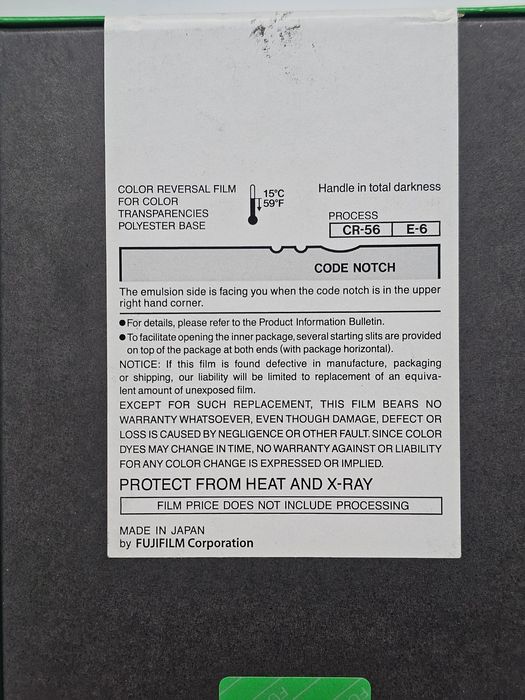 COLOR REVERSAL FILM
FOR COLOR
TRANSPARENCIES
POLYESTER BASE
15°C
59°F
Handle in total darkness
PROCESS
CR-56 E-6
CODE NOTCH
The emulsion side is facing you when the code notch is in the upper
right hand corner.
●For details, please refer to the Product Information Bulletin.
●To facilitate opening the inner package, several starting slits are provided
on top of the package at both ends (with package horizontal).
NOTICE: If this film is found defective in manufacture, packaging
or shipping, our liability will be limited to replacement of an equiva-
lent amount of unexposed film.
EXCEPT FOR SUCH REPLACEMENT, THIS FILM BEARS NO
WARRANTY WHATSOEVER, EVEN THOUGH DAMAGE, DEFECT OR
LOSS IS CAUSED BY NEGLIGENCE OR OTHER FAULT. SINCE COLOR
DYES MAY CHANGE IN TIME, NO WARRANTY AGAINST OR LIABILITY
FOR ANY COLOR CHANGE IS EXPRESSED OR IMPLIED.
PROTECT FROM HEAT AND X-RAY
FILM PRICE DOES NOT INCLUDE PROCESSING
MADE IN JAPAN
by FUJIFILM Corporation